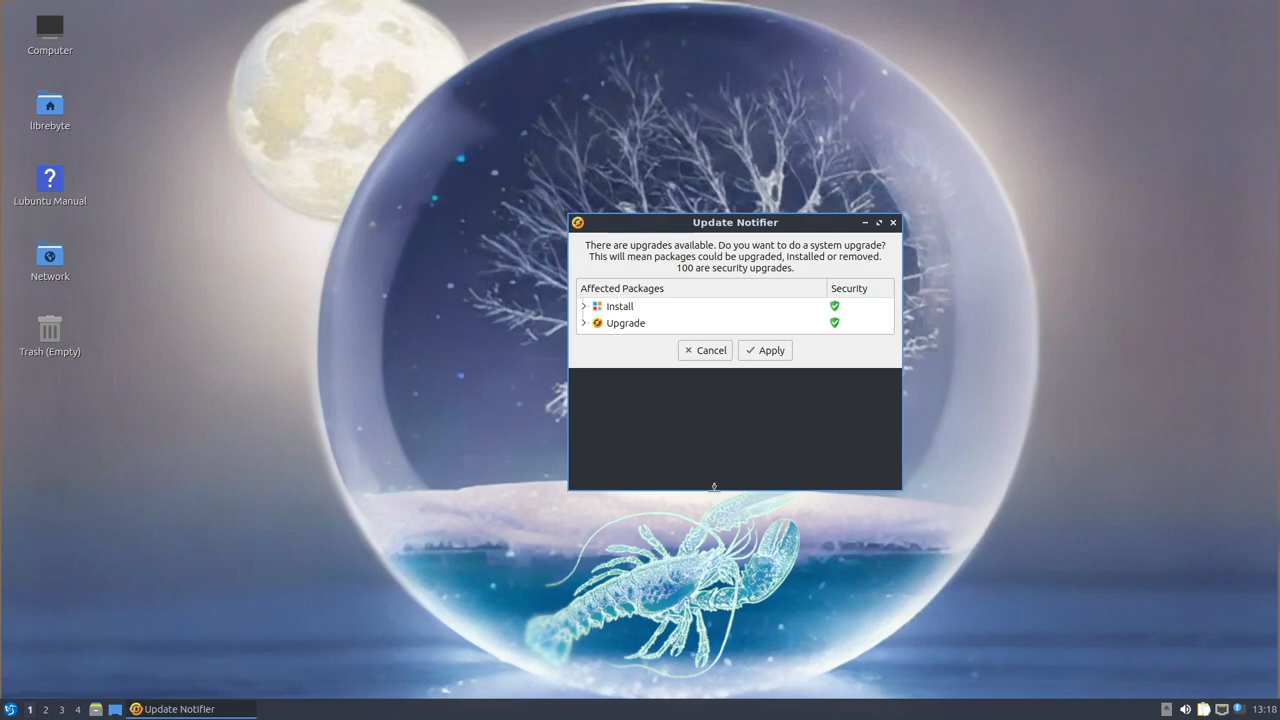 Computer
librebyte
Lubuntu Manual
Network
Trash (Empty)
Update Notifier
There are upgrades available. Do you want to do a system upgrade?
This will mean packages could be upgraded, installed or removed.
100 are security upgrades.
Affected Packages Security
Install
Upgrade
Cancel Apply
1 2 3 4 Update Notifier 13:18